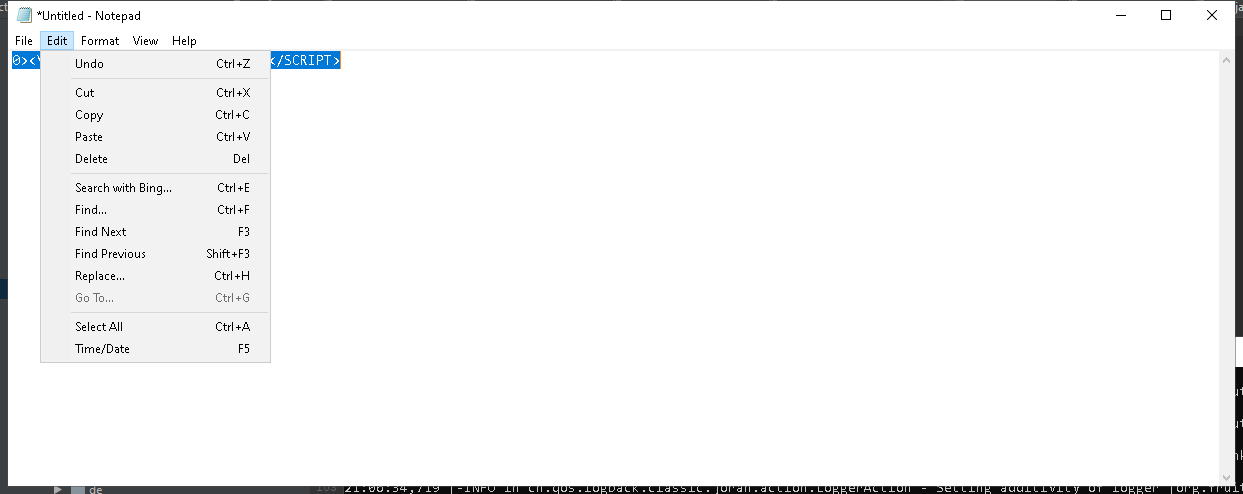 *Untitled - Notepad
File Edit Format View Help
0>< </SCRIPT>
Undo Ctrl+Z
Cut Ctrl+X
Copy Ctrl+C
Paste Ctrl+V
Delete Del
Search with Bing... Ctrl+E
Find... Ctrl+F
Find Next F3
Find Previous Shift+F3
Replace... Ctrl+H
Go To... Ctrl+G
Select All Ctrl+A
Time/Date F5
de
21:06:34,719 |-INFO in ch.qos.logback.classic.joran.action.LoggerAction - Setting additivity of logger